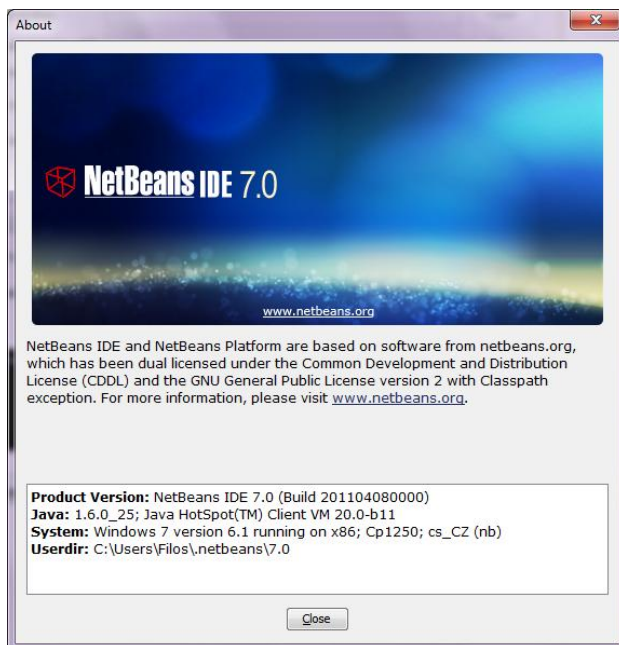 About
NetBeans IDE 7.0
www.netbeans.org
NetBeans IDE and NetBeans Platform are based on software from netbeans.org,
which has been dual licensed under the Common Development and Distribution
License (CDDL) and the GNU General Public License version 2 with Classpath
exception. For more information, please visit www.netbeans.org.
Product Version: NetBeans IDE 7.0 (Build 201104080000)
Java: 1.6.0_25; Java HotSpot(TM) Client VM 20.0-b11
System: Windows 7 version 6.1 running on x86; Cp1250; cs_CZ (nb)
Userdir: C:\Users\Filos\.netbeans\7.0
Close